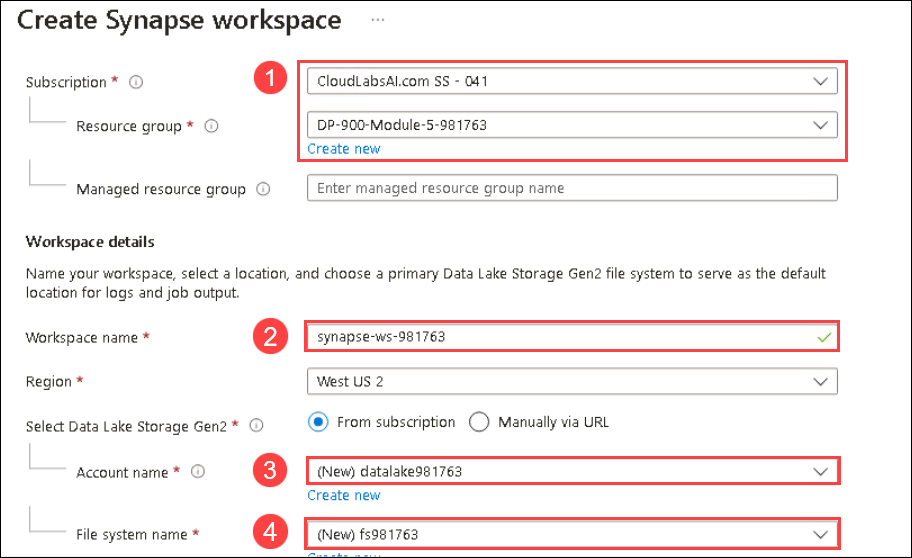 Create Synapse workspace ...
Subscription *
1
CloudLabsAI.com SS - 041
Resource group *
DP-900-Module-5-981763
Create new
Managed resource group
Enter managed resource group name
Workspace details
Name your workspace, select a location, and choose a primary Data Lake Storage Gen2 file system to serve as the default
location for logs and job output.
Workspace name *
2
synapse-ws-981763
Region *
West US 2
Select Data Lake Storage Gen2 *
From subscription
Manually via URL
Account name *
3
(New) datalake981763
Create new
File system name *
4
(New) fs981763
Create new